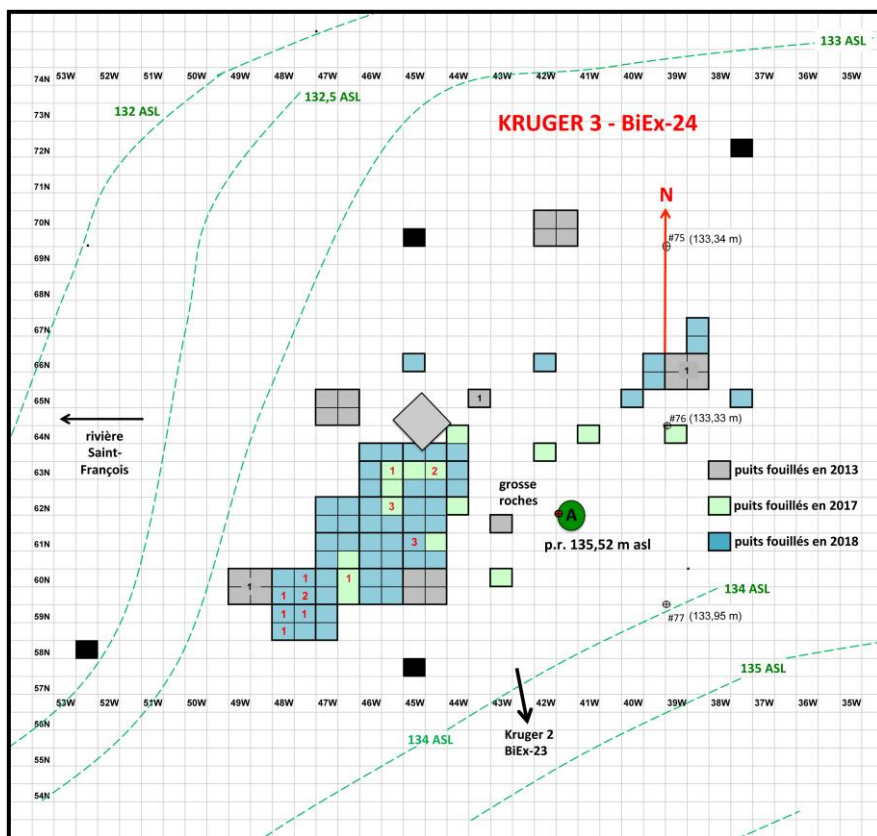 133 ASL
74N 53W 52W 51W 50W 49W 48W 47W 46W 45W 44W 43W 42W 41W 40W 39W 38W 37W 36W 35W
132,5 ASL
132 ASL
73N
KRUGER 3 - BiEx-24
72N
71N
N
70N
#75 (133,34 m)
69N
68N
67N
66N
1
65N
1
#76 (133,33 m)
rivière
Saint-
François
64N
63N
1 2
puits fouillés en 2013
grosse
roches
62N
3
puits fouillés en 2017
A
p.r. 135,52 m asl
61N
3
puits fouillés en 2018
60N
1 1 1
134 ASL
1 2
59N
#77 (133,95 m)
1 1
1
58N
135 ASL
57N
53W 52W 51W 50W 49W 48W 47W 46W 45W 44W 43W 42W 41W 40W 39W 38W 37W 36W 35W
56N
134 ASL
Kruger 2
BiEx-23
55N
54N